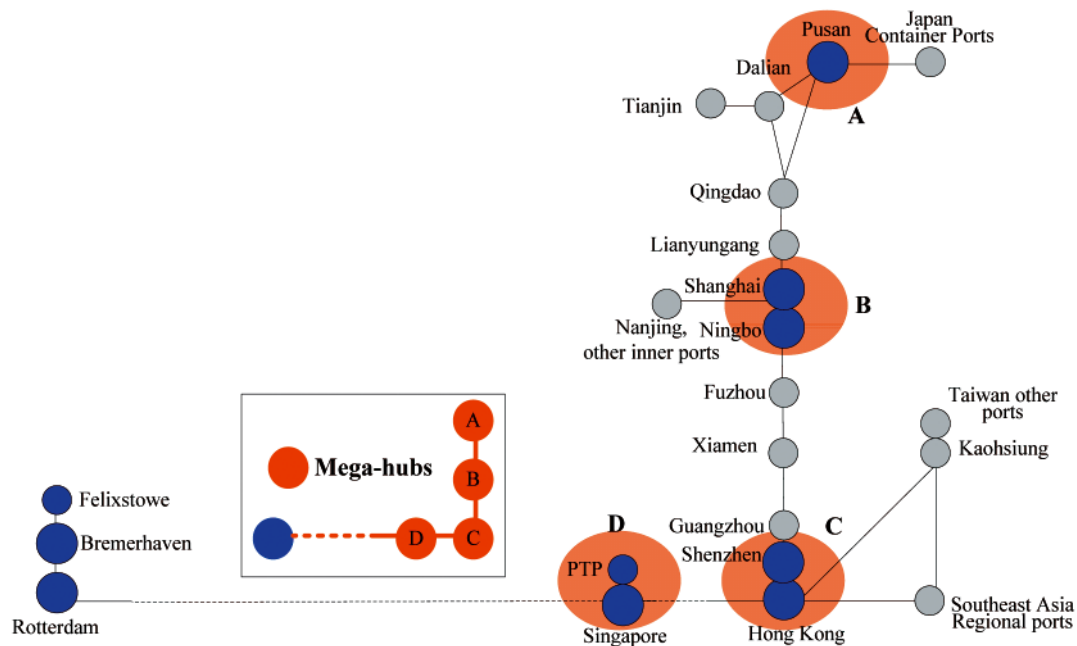 Pusan
Japan
Container Ports
Dalian
Tianjin
A
Qingdao
Lianyungang
Shanghai
B
Nanjing,
other inner ports
Ningbo
Fuzhou
Taiwan other
ports
A
Mega-hubs
Xiamen
Kaohsiung
B
Felixstowe
Bremerhaven
D
C
D
Guangzhou
C
Shenzhen
PTP
Rotterdam
Singapore
Hong Kong
Southeast Asia
Regional ports